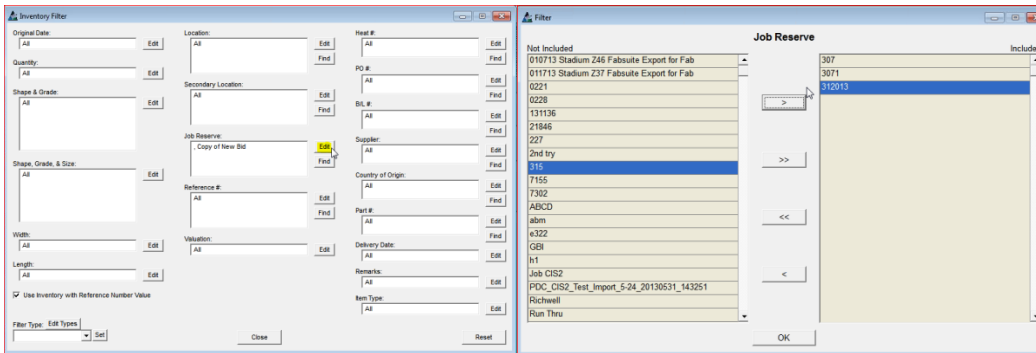 Inventory Filter
Original Date:
All
Edit
Quantity:
All
Edit
Shape & Grade:
All
Edit
Shape, Grade, & Size:
All
Edit
Width:
All
Edit
Length:
All
Edit
Use Inventory with Reference Number Value
Filter Type:
Edit Types
Set
Location:
All
Edit
Find
Secondary Location:
All
Edit
Find
Job Reserve:
, Copy of New Bid
Edit
Find
Reference #:
All
Edit
Find
Valuation:
All
Edit
Close
Heat #:
All
Edit
Find
PO #:
All
Edit
Find
B/L #:
All
Edit
Find
Supplier:
All
Edit
Find
Country of Origin:
All
Edit
Find
Part #:
All
Edit
Find
Delivery Date:
All
Edit
Remarks:
All
Edit
Item Type:
All
Edit
Reset
Filter
Job Reserve
Not Included
010713 Stadium Z46 Fabsuite Export for Fab
011713 Stadium Z37 Fabsuite Export for Fab
0221
0228
131136
21846
227
2nd try
315
7155
7302
ABCD
abm
e322
GBI
h1
Job CIS2
PDC_CIS2_Test_Import_5-24_20130531_143251
Richwell
Run Thru
>
>>
<<
<
Include
307
3071
312013
OK